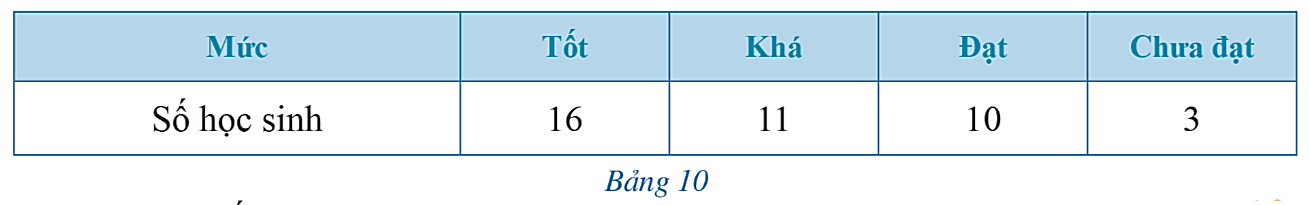 Mức Tốt Khá Đạt Chưa đạt
Số học sinh 16 11 10 3
Bảng 10